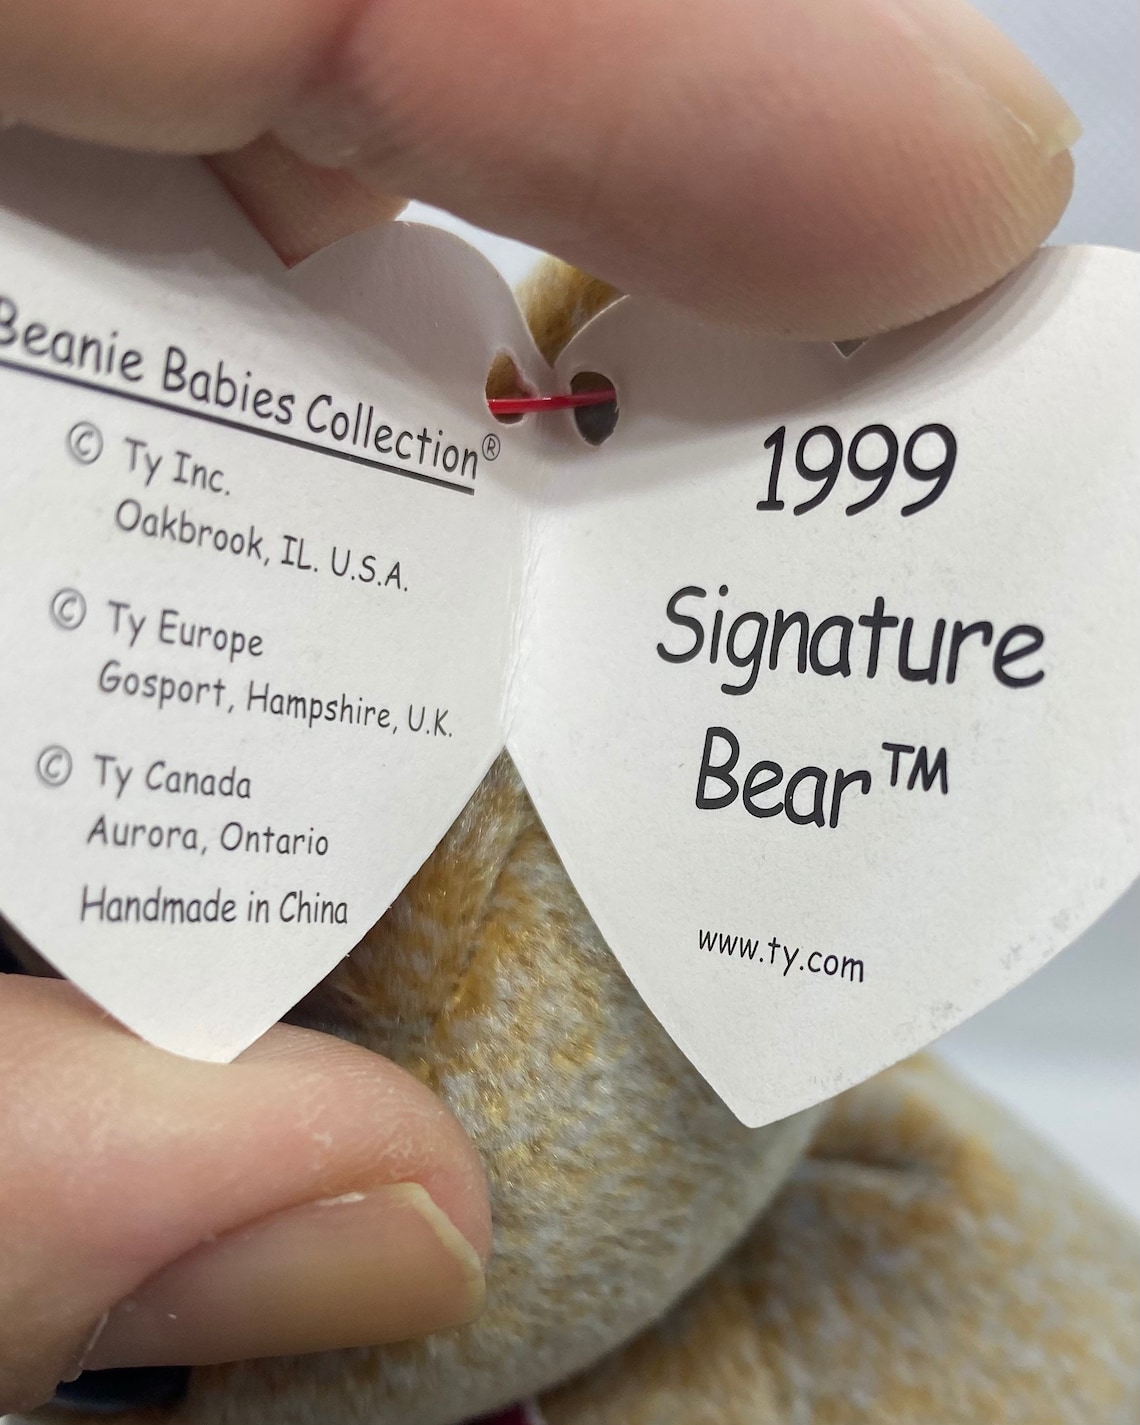 Beanie Babies Collection®
© Ty Inc.
Oakbrook, IL. U.S.A.
© Ty Europe
Gosport, Hampshire, U.K.
© Ty Canada
Aurora, Ontario
Handmade in China
1999
Signature
Bear™
www.ty.com